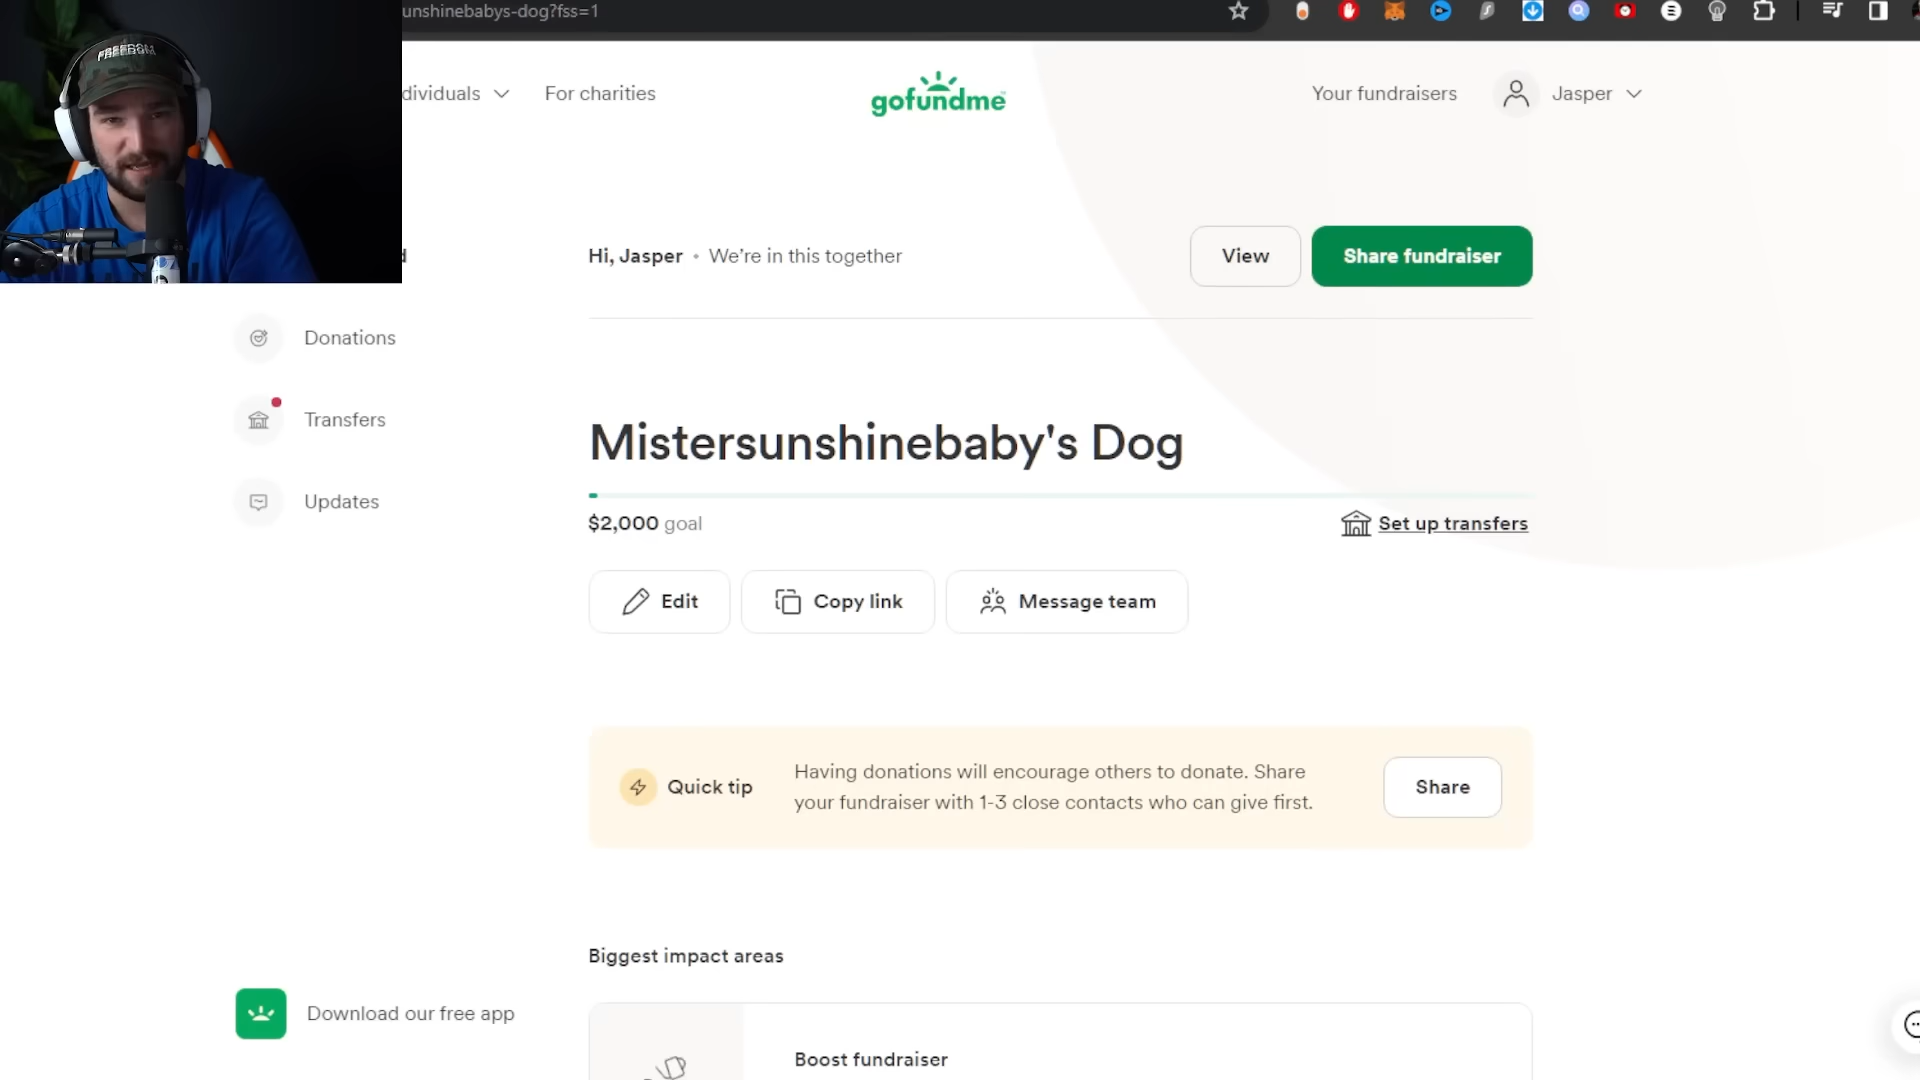 unshinebabys-dog?fss=1
FREEDOM
dividuals
For charities
gofundme
Your fundraisers
Jasper
d
Hi, Jasper • We're in this together
View
Share fundraiser
Donations
Transfers
Updates
Mistersunshinebaby's Dog
$2,000 goal
Set up transfers
Edit
Copy link
Message team
Quick tip
Having donations will encourage others to donate. Share
your fundraiser with 1-3 close contacts who can give first.
Share
Biggest impact areas
Download our free app
Boost fundraiser